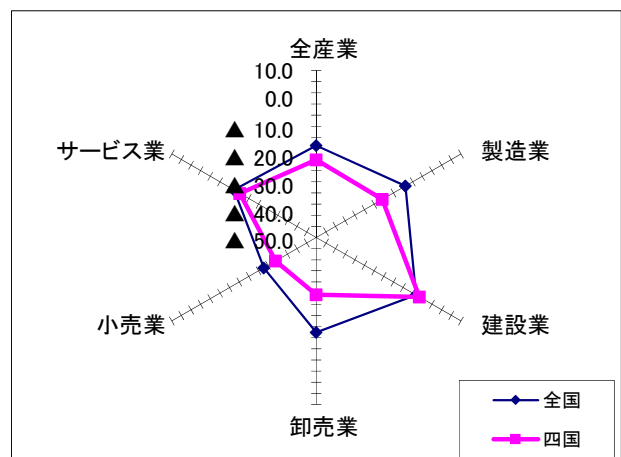 全産業
10.0
0.0
▲ 10.0
▲ 20.0
▲ 30.0
▲ 40.0
▲ 50.0
サービス業
製造業
小売業
建設業
卸売業
全国
四国